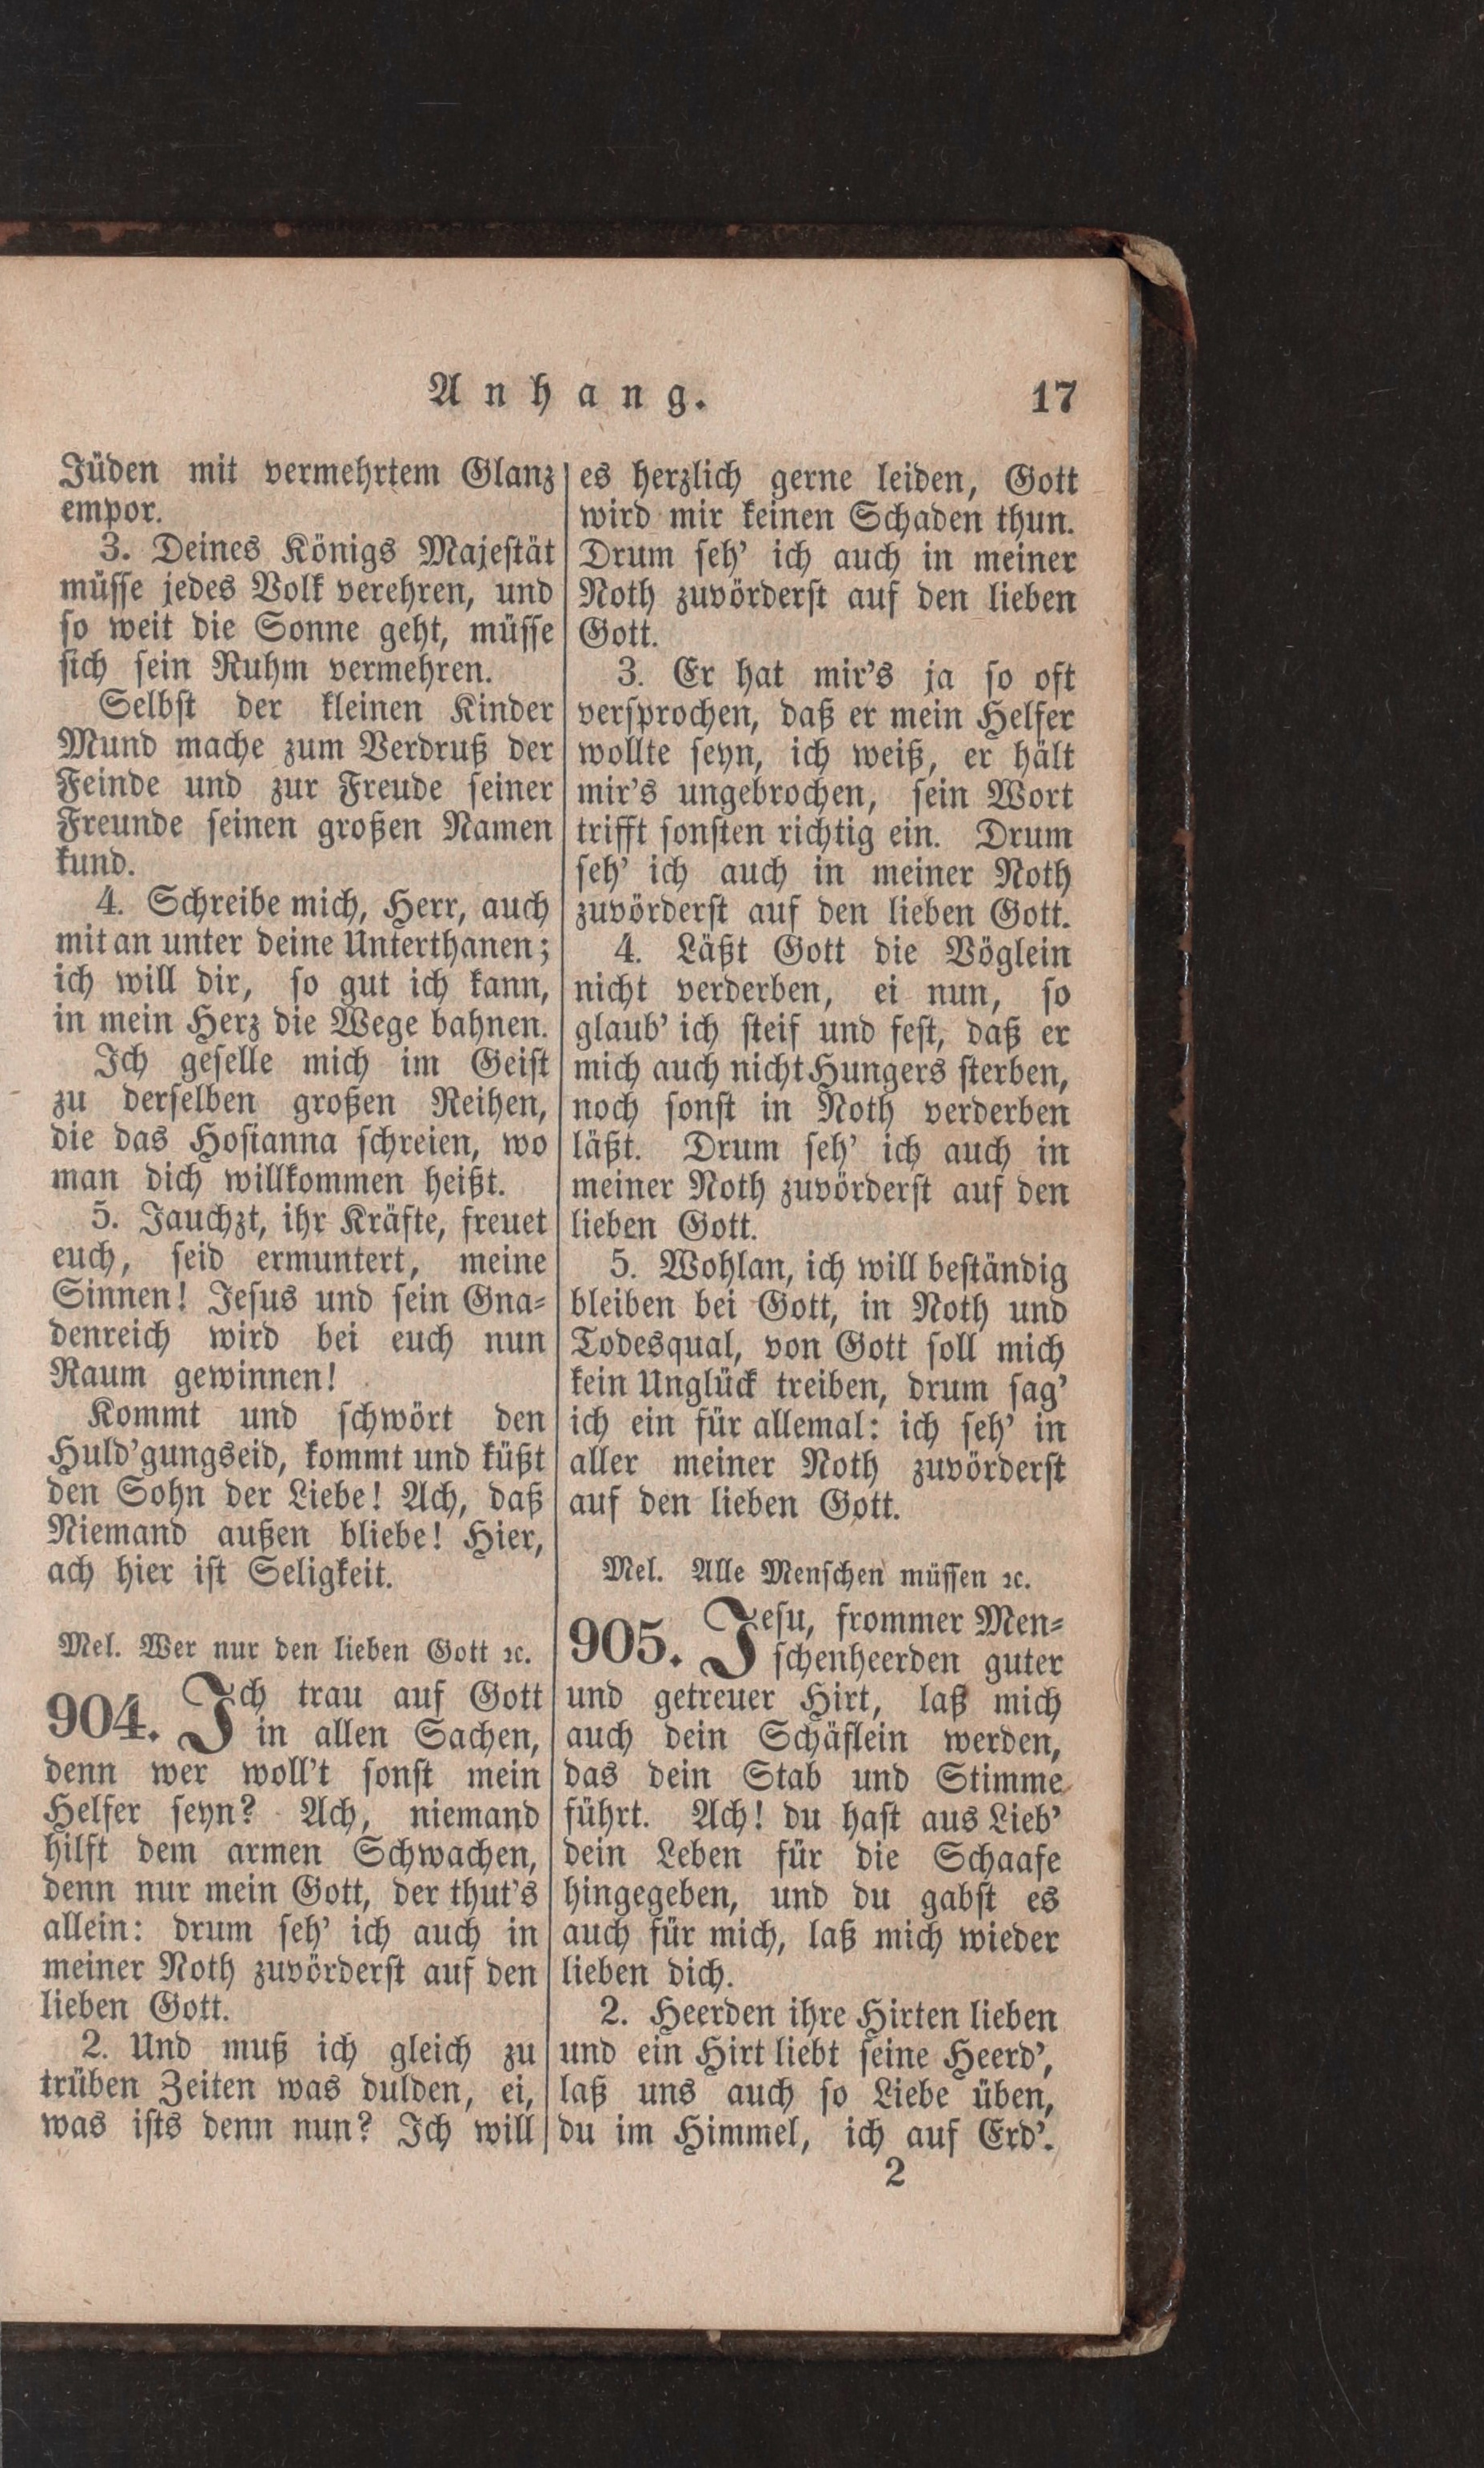 Anhang.
17
Jüden mit vermehrtem Glanz
empor.
3. Deines Königs Majestät
müsse jedes Volk verehren, und
so weit die Sonne geht, müsse
sich sein Ruhm vermehren.
Selbst der kleinen Kinder
Mund mache zum Verdruß der
Feinde und zur Freude seiner
Freunde seinen großen Namen
kund.
4. Schreibe mich, Herr, auch
mit an unter deine Unterthanen;
ich will dir, so gut ich kann,
in mein Herz die Wege bahnen.
Ich geselle mich im Geist
zu derselben großen Reihen,
die das Hosianna schreien, wo
man dich willkommen heißt.
5. Jauchzt, ihr Kräfte, freuet
euch, seid ermuntert, meine
Sinnen! Jesus und sein Gna-
denreich wird bei euch nun
Raum gewinnen!
Kommt und schwört den
Huld'gungseid, kommt und küßt
den Sohn der Liebe! Ach, daß
Niemand außen bliebe! Hier,
ach hier ist Seligkeit.
Mel. Wer nur den lieben Gott ꝛc.
904. Ich trau auf Gott
in allen Sachen,
denn wer woll't sonst mein
Helfer seyn? Ach, niemand
hilft dem armen Schwachen,
denn nur mein Gott, der thut's
allein: drum seh' ich auch in
meiner Noth zuvörderst auf den
lieben Gott.
2. Und muß ich gleich zu
trüben Zeiten was dulden, ei,
was ists denn nun? Ich will
es herzlich gerne leiden, Gott
wird mir keinen Schaden thun.
Drum seh' ich auch in meiner
Noth zuvörderst auf den lieben
Gott.
3. Er hat mir's ja so oft
versprochen, daß er mein Helfer
wollte seyn, ich weiß, er hält
mir's ungebrochen, sein Wort
trifft sonsten richtig ein. Drum
seh' ich auch in meiner Noth
zuvörderst auf den lieben Gott.
4. Läßt Gott die Vöglein
nicht verderben, ei nun, so
glaub' ich steif und fest, daß er
mich auch nicht Hungers sterben,
noch sonst in Noth verderben
läßt. Drum seh' ich auch in
meiner Noth zuvörderst auf den
lieben Gott.
5. Wohlan, ich will beständig
bleiben bei Gott, in Noth und
Todesqual, von Gott soll mich
kein Unglück treiben, drum sag'
ich ein für allemal: ich seh' in
aller meiner Noth zuvörderst
auf den lieben Gott.
Mel. Alle Menschen müssen ꝛc.
905. Jesu, frommer Men-
schenheerden guter
und getreuer Hirt, laß mich
auch dein Schäflein werden,
das dein Stab und Stimme
führt. Ach! du hast aus Lieb'
dein Leben für die Schaafe
hingegeben, und du gabst es
auch für mich, laß mich wieder
lieben dich.
2. Heerden ihre Hirten lieben
und ein Hirt liebt seine Heerd',
laß uns auch so Liebe üben,
du im Himmel, ich auf Erd'.
2